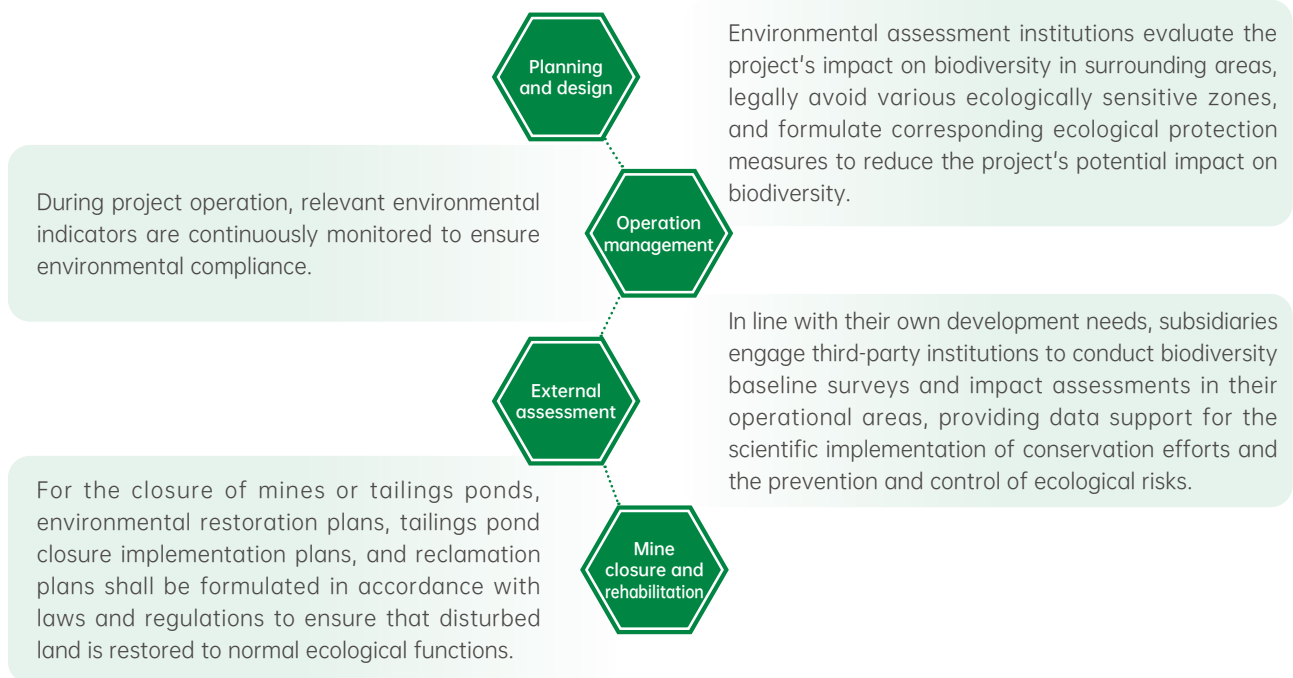 Planning
and design
Environmental assessment institutions evaluate the
project's impact on biodiversity in surrounding areas,
legally avoid various ecologically sensitive zones,
and formulate corresponding ecological protection
measures to reduce the project's potential impact on
biodiversity.
Operation
management
During project operation, relevant environmental
indicators are continuously monitored to ensure
environmental compliance.
External
assessment
In line with their own development needs, subsidiaries
engage third-party institutions to conduct biodiversity
baseline surveys and impact assessments in their
operational areas, providing data support for the
scientific implementation of conservation efforts and
the prevention and control of ecological risks.
Mine
closure and
rehabilitation
For the closure of mines or tailings ponds,
environmental restoration plans, tailings pond
closure implementation plans, and reclamation
plans shall be formulated in accordance with
laws and regulations to ensure that disturbed
land is restored to normal ecological functions.